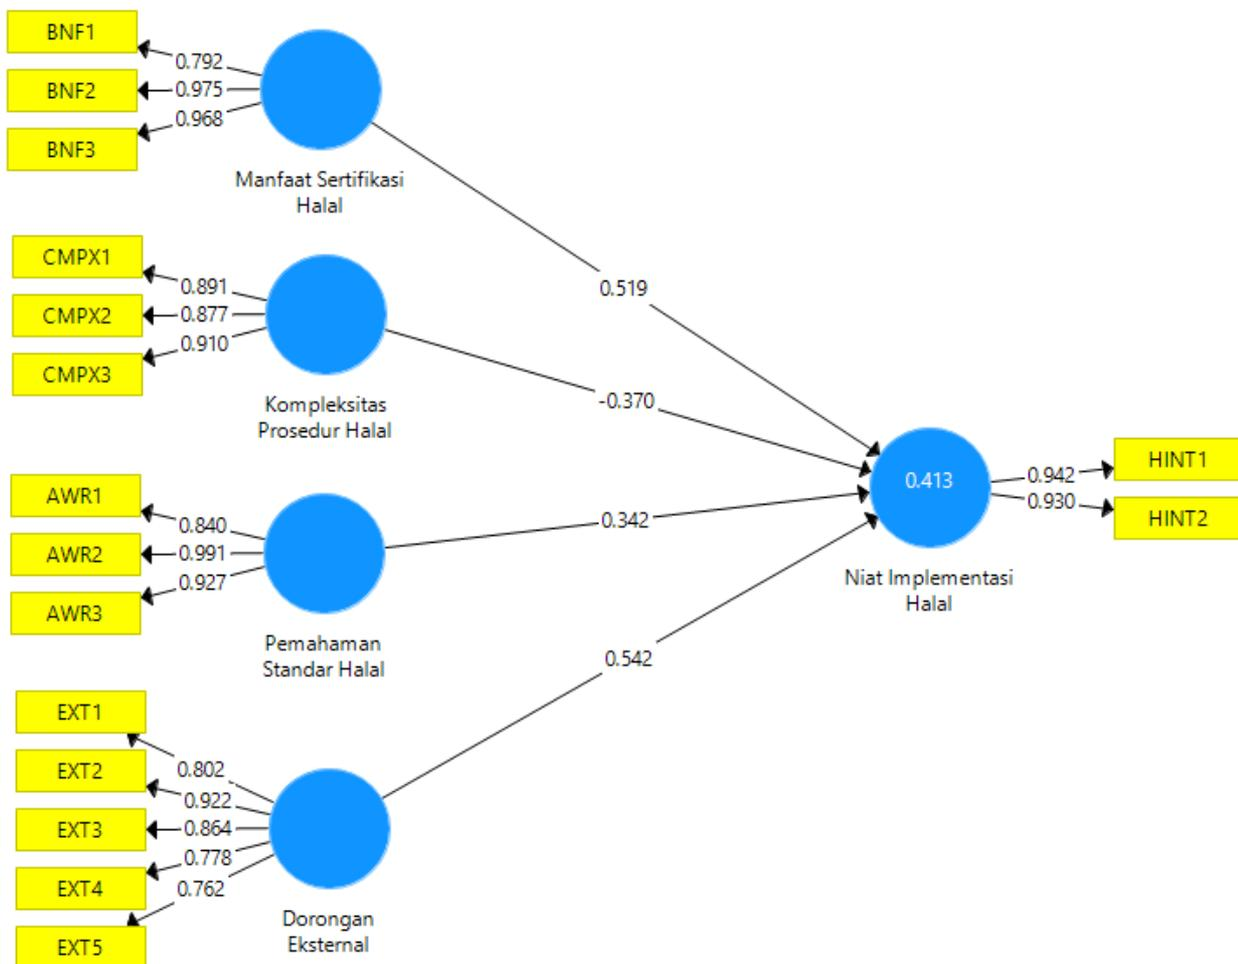 BNF1
0.792
BNF2
0.975
BNF3
0.968
Manfaat Sertifikasi
Halal
0.519
CMPX1
0.891
CMPX2
0.877
CMPX3
0.910
Kompleksitas
Prosedur Halal
-0.370
AWR1
0.840
AWR2
0.991
AWR3
0.927
Pemahaman
Standar Halal
0.342
EXT1
0.802
EXT2
0.922
EXT3
0.864
EXT4
0.778
EXT5
0.762
Dorongan
Eksternal
0.542
0.413
Niat Implementasi
Halal
0.942
HINT1
0.930
HINT2